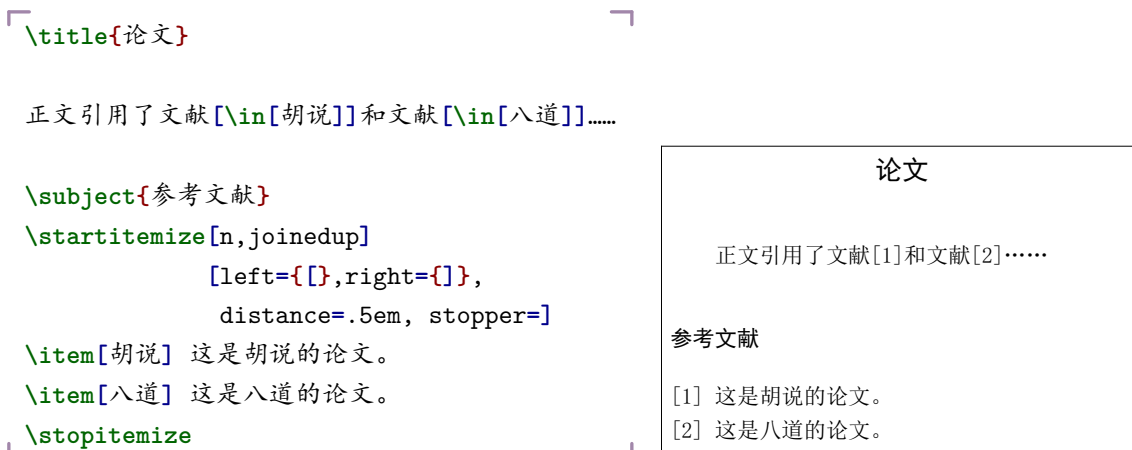 \title{论文}
正文引用了文献[\in[胡说]]和文献[\in[八道]]……
\subject{参考文献}
\startitemize[n,joinedup]
[left={[},right={]},
distance=.5em, stopper=]
\item[胡说] 这是胡说的论文。
\item[八道] 这是八道的论文。
\stopitemize
论文
正文引用了文献[1]和文献[2]……
参考文献
[1] 这是胡说的论文。
[2] 这是八道的论文。